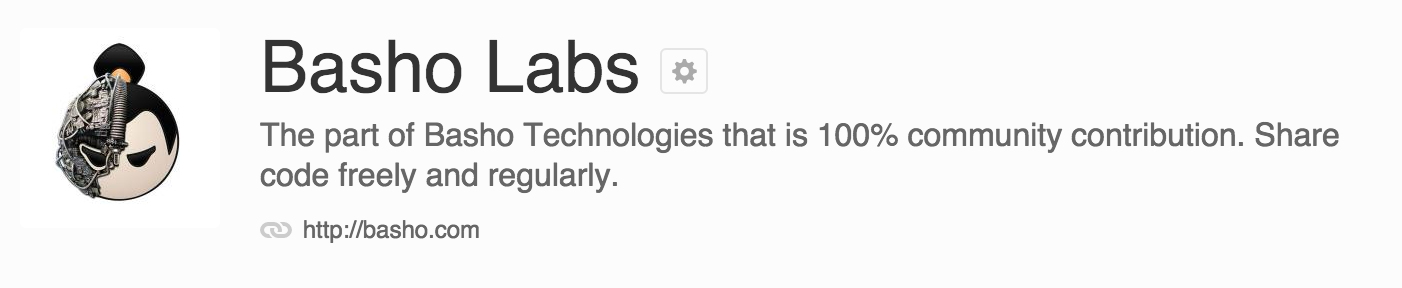 Basho Labs
The part of Basho Technologies that is 100% community contribution. Share
code freely and regularly.
http://basho.com